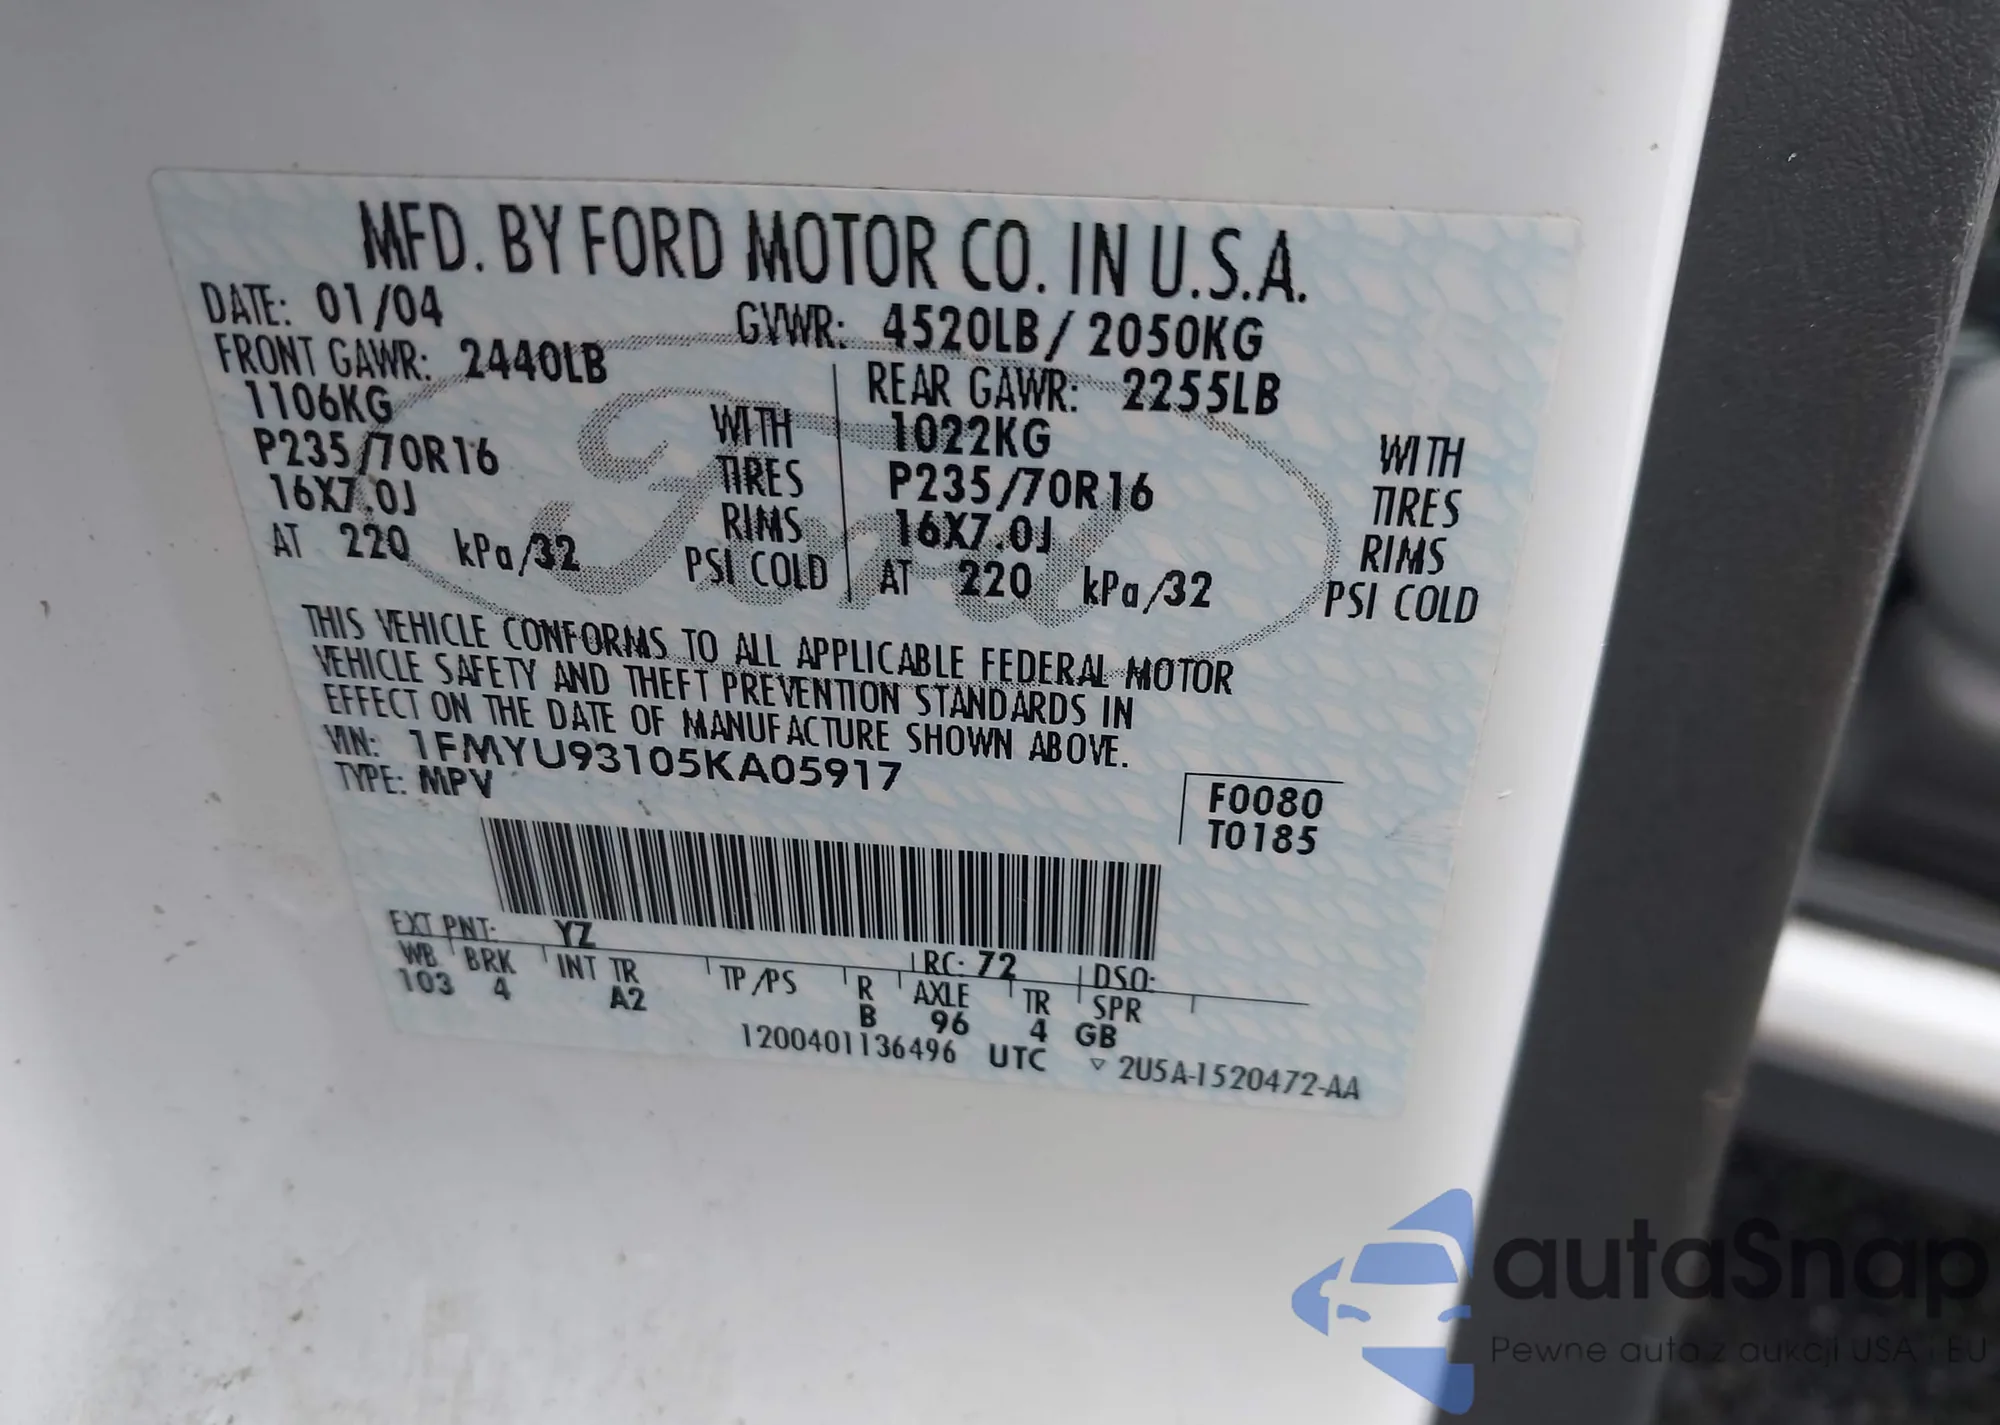 MFD. BY FORD MOTOR CO. IN U.S.A.
DATE: 01/04 GVWR: 4520LB / 2050KG
FRONT GAWR: 2440LB REAR GAWR: 2255LB
1106KG WITH 1022KG WITH
P235/70R16 TIRES P235/70R16 TIRES
16X7.0J RIMS 16X7.0J RIMS
AT 220 kPa/32 PSI COLD AT 220 kPa/32 PSI COLD
THIS VEHICLE CONFORMS TO ALL APPLICABLE FEDERAL MOTOR
VEHICLE SAFETY AND THEFT PREVENTION STANDARDS IN
EFFECT ON THE DATE OF MANUFACTURE SHOWN ABOVE.
VIN: 1FMYU93105KA05917
TYPE: MPV
F0080
T0185
EXT PNT: YZ RC: 72 DSO:
WB BRK INT TR TP/PS R AXLE TR SPR
103 4 A2 B 96 4 GB
1200401136496 UTC ▽ 2U5A-1520472-AA
Ford
autaSnap
Pewne auto z aukcji USA i EU